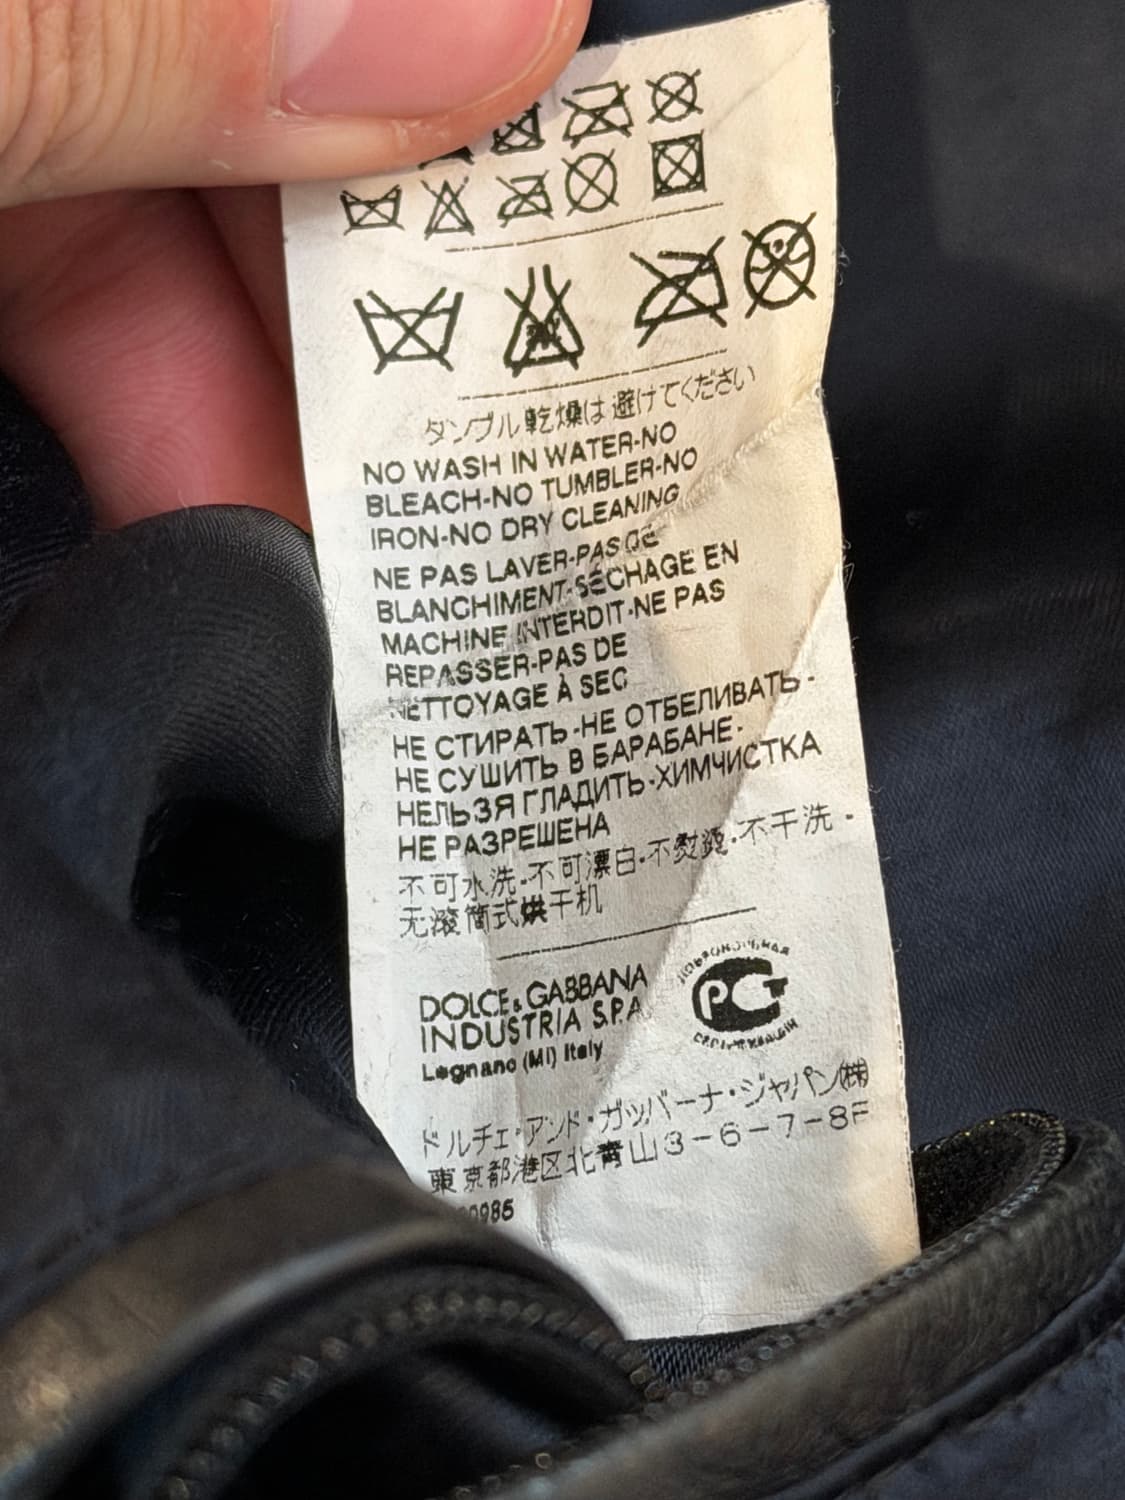 タンブル乾燥は避けてください
NO WASH IN WATER-NO
BLEACH-NO TUMBLER-NO
IRON-NO DRY CLEANING
NE PAS LAVER-PAS DE
BLANCHIMENT-SÉCHAGE EN
MACHINE INTERDIT-NE PAS
REPASSER-PAS DE
NETTOYAGE À SEC
НЕ СТИРАТЬ-НЕ ОТБЕЛИВАТЬ-
НЕ СУШИТЬ В БАРАБАНЕ-
НЕЛЬЗЯ ГЛАДИТЬ-ХИМЧИСТКА
НЕ РАЗРЕШЕНА
不可水洗·不可漂白·不熨烫·不干洗·
无滚筒式烘干机
DOLCE&GABBANA
INDUSTRIA S.P.A.
Legnano (MI) Italy
РСТ
ドルチェ・アンド・ガッバーナ・ジャパン㈱
東京都港区北青山3-6-7-8F